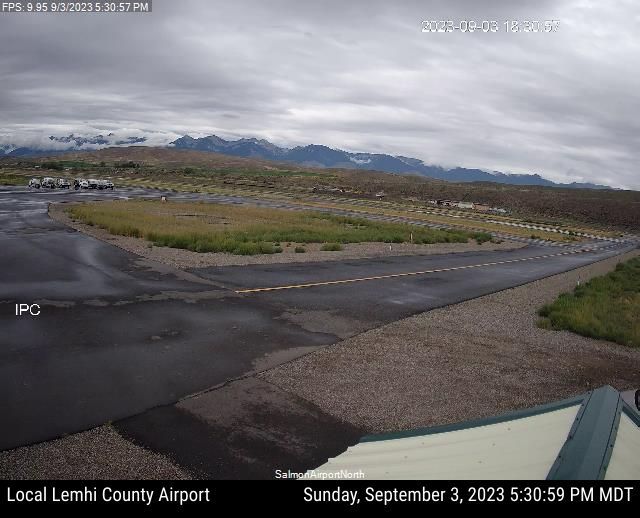 FPS: 9.95 9/3/2023 5:30:57 PM
2023-09-03 18:30:57
IPC
SalmonAirportNorth
Local Lemhi County Airport
Sunday, September 3, 2023 5:30:59 PM MDT